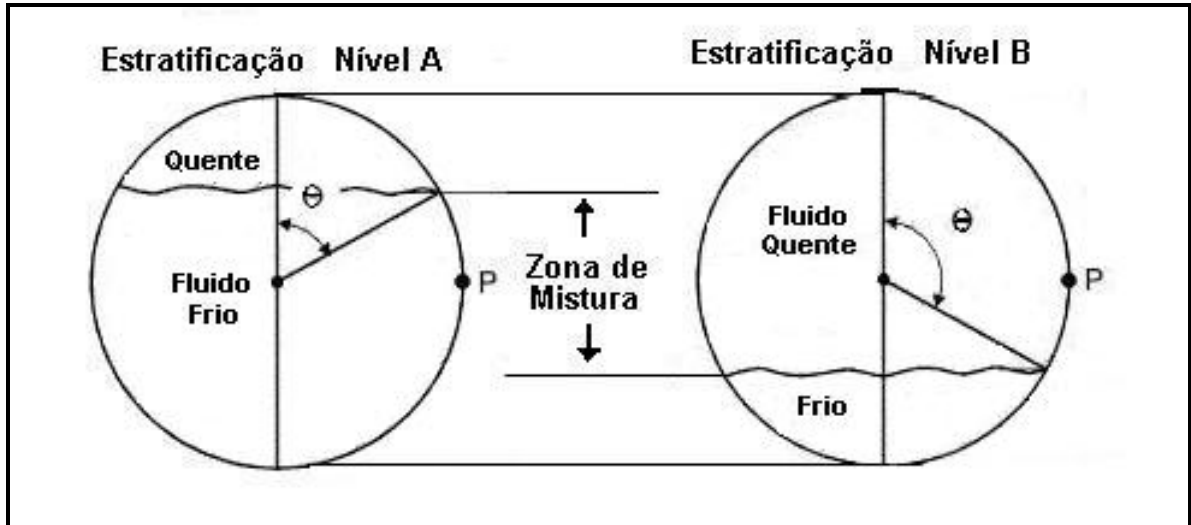 Estratificação Nível A
Quente
θ
Fluido
Frio
P
Zona de
Mistura
Estratificação Nível B
Fluido
Quente
θ
P
Frio